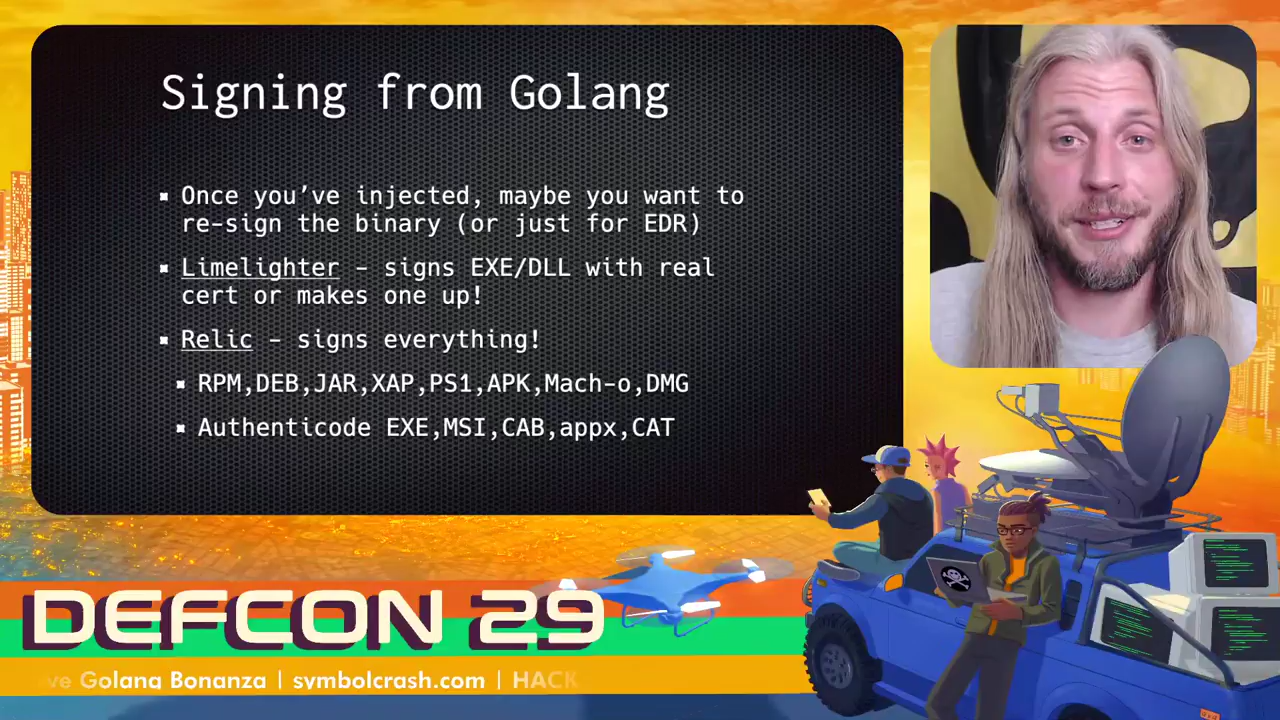 Signing from Golang
▪ Once you’ve injected, maybe you want to
re-sign the binary (or just for EDR)
▪ Limelighter – signs EXE/DLL with real
cert or makes one up!
▪ Relic – signs everything!
▪ RPM,DEB,JAR,XAP,PS1,APK,Mach-o,DMG
▪ Authenticode EXE,MSI,CAB,appx,CAT
DEFCON 29
ve Golang Bonanza | symbolcrash.com | HACK